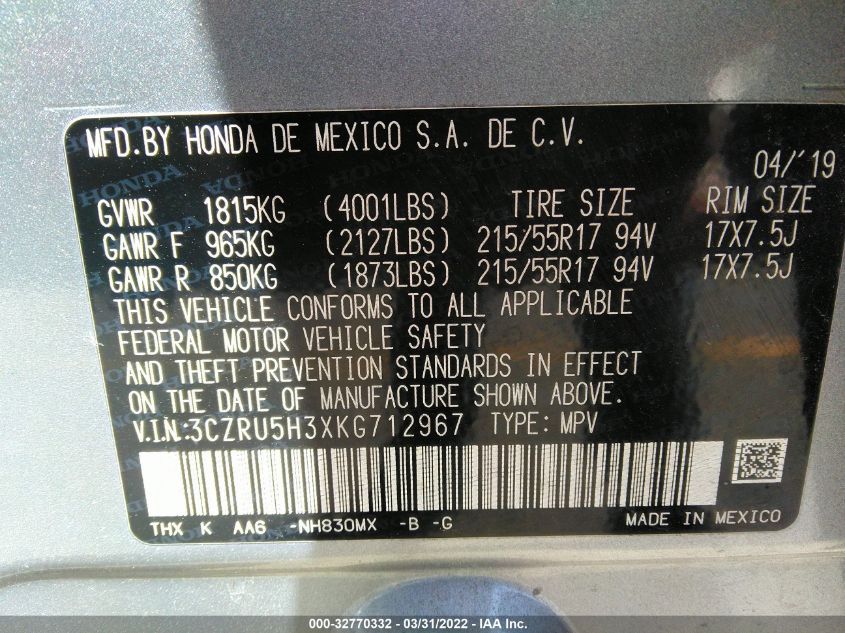 MFD.BY HONDA DE MEXICO S.A. DE C.V.
04/'19
GVWR 1815KG (4001LBS) TIRE SIZE RIM SIZE
GAWR F 965KG (2127LBS) 215/55R17 94V 17X7.5J
GAWR R 850KG (1873LBS) 215/55R17 94V 17X7.5J
THIS VEHICLE CONFORMS TO ALL APPLICABLE
FEDERAL MOTOR VEHICLE SAFETY
AND THEFT PREVENTION STANDARDS IN EFFECT
ON THE DATE OF MANUFACTURE SHOWN ABOVE.
V.I.N:3CZRU5H3XKG712967 TYPE: MPV
THX K AA6 -NH830MX -B -G MADE IN MEXICO
000-32770332 - 03/31/2022 - IAA Inc.